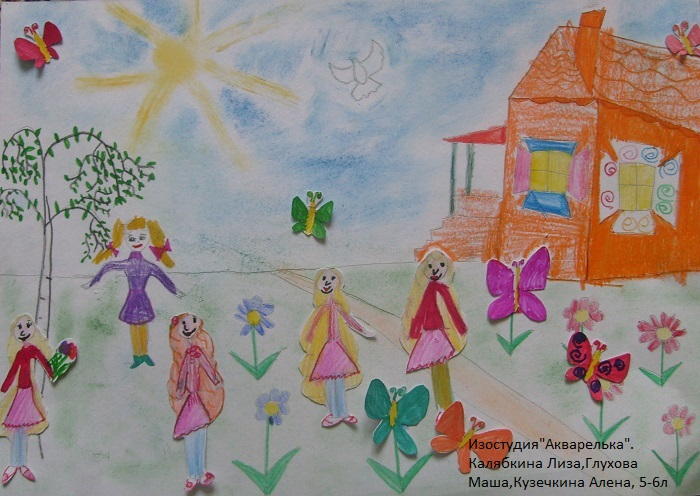 Изостудия"Акварелька".
Калябкина Лиза,Глухова
Маша,Кузечкина Алена, 5-6л